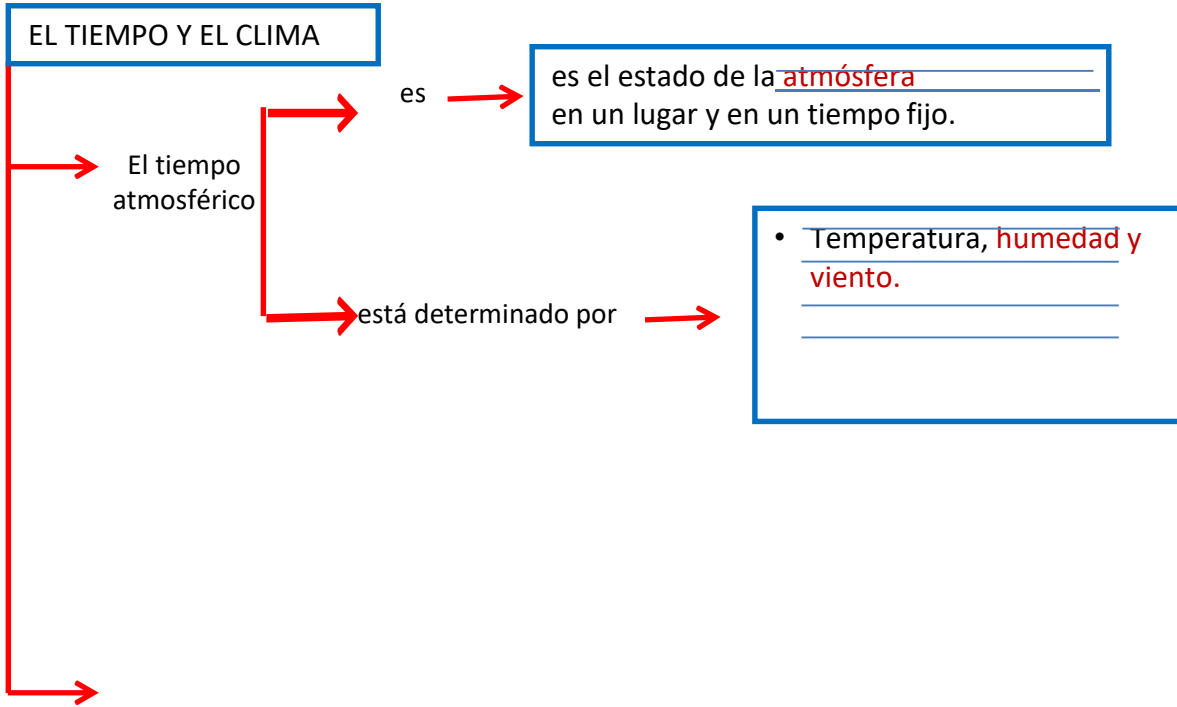 EL TIEMPO Y EL CLIMA
es
es el estado de la atmósfera
en un lugar y en un tiempo fijo.
El tiempo
atmosférico
• Temperatura, humedad y
viento.
está determinado por